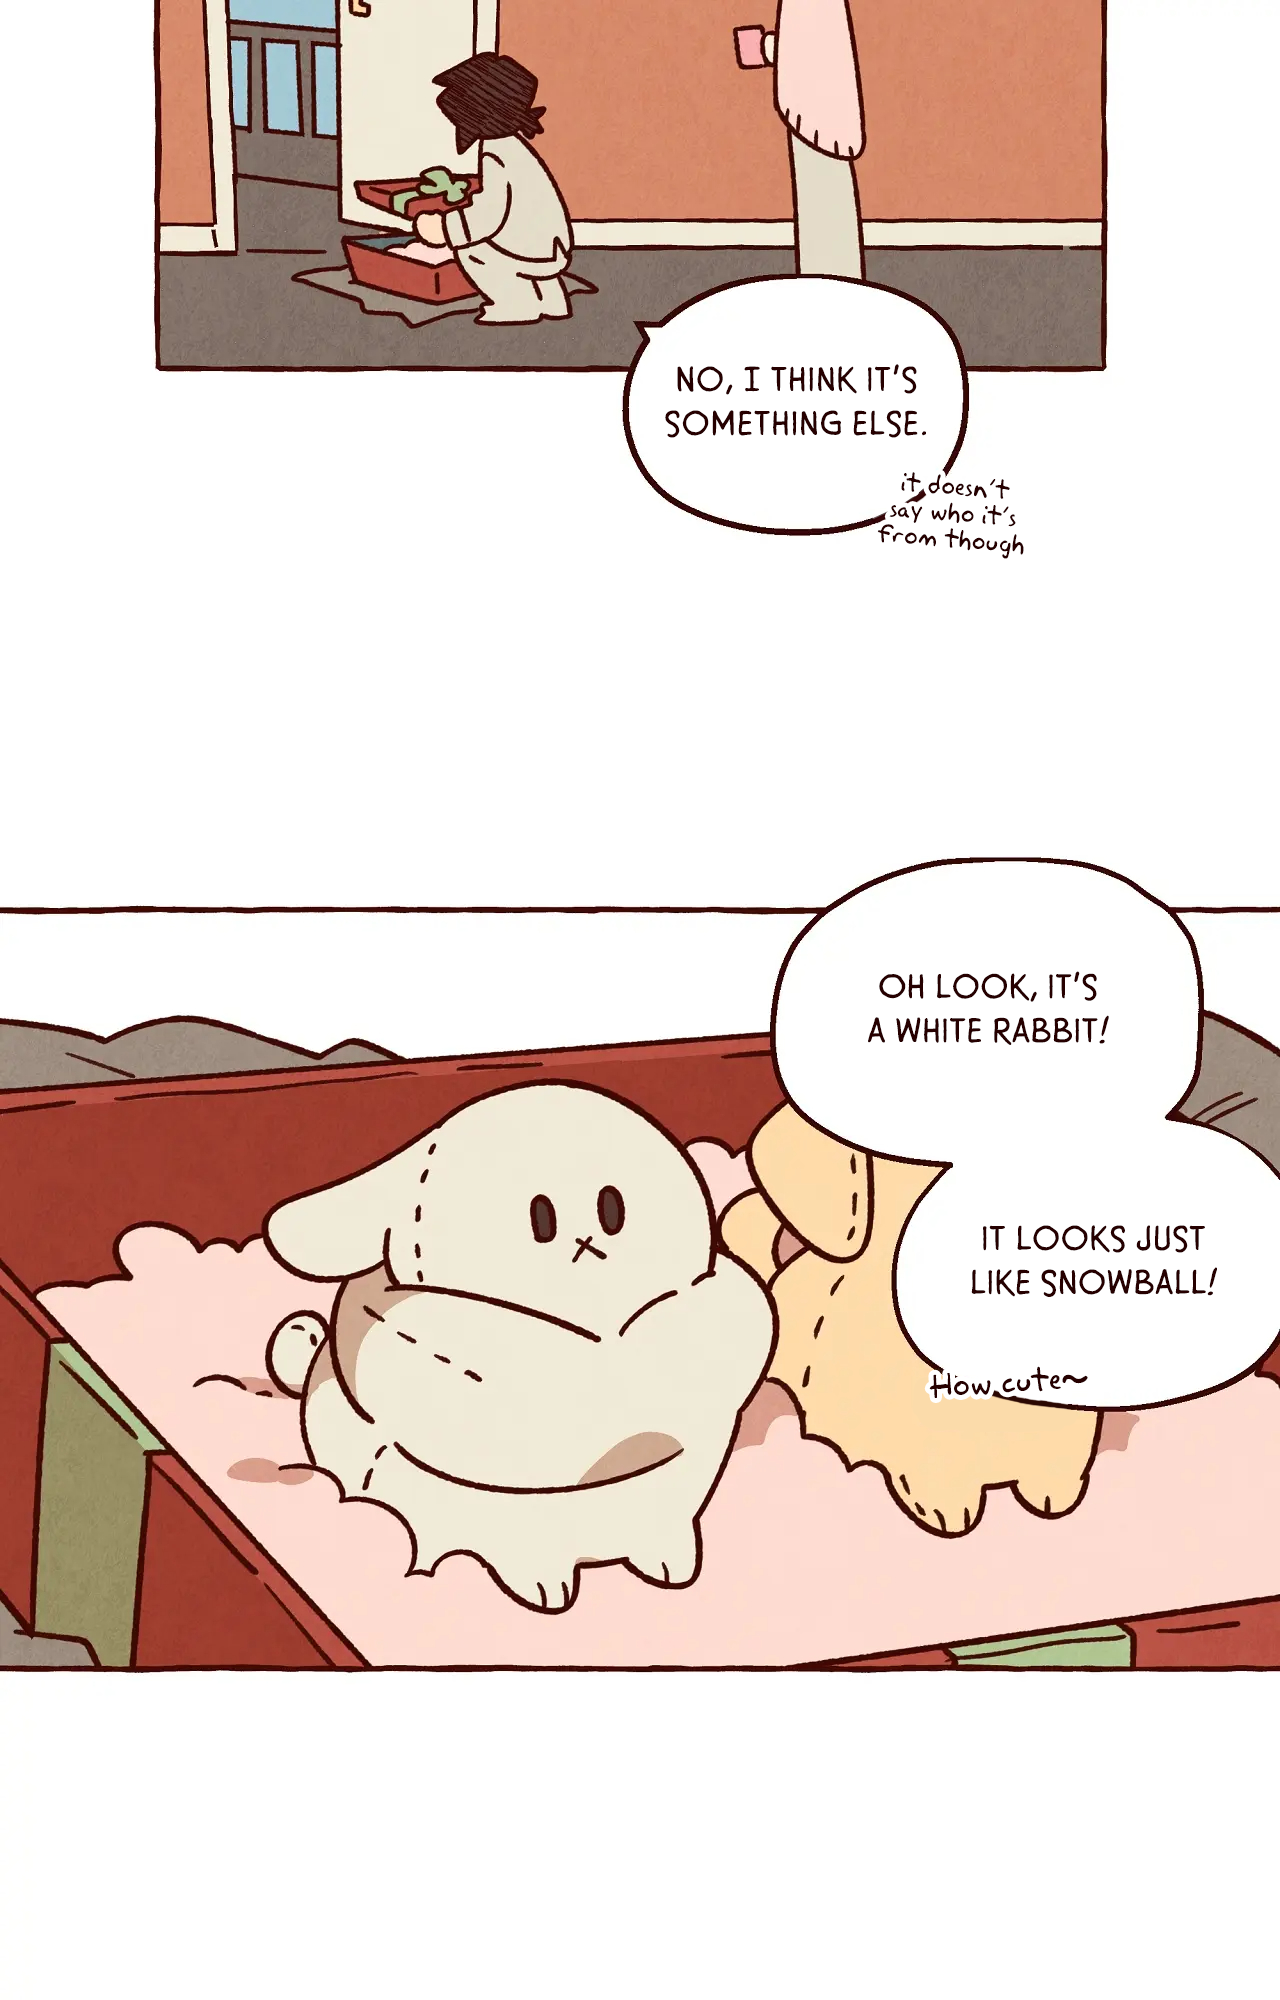 NO, I THINK IT'S
SOMETHING ELSE.
it doesn't
say who it's
from though
OH LOOK, IT'S
A WHITE RABBIT!
IT LOOKS JUST
LIKE SNOWBALL!
How cute~